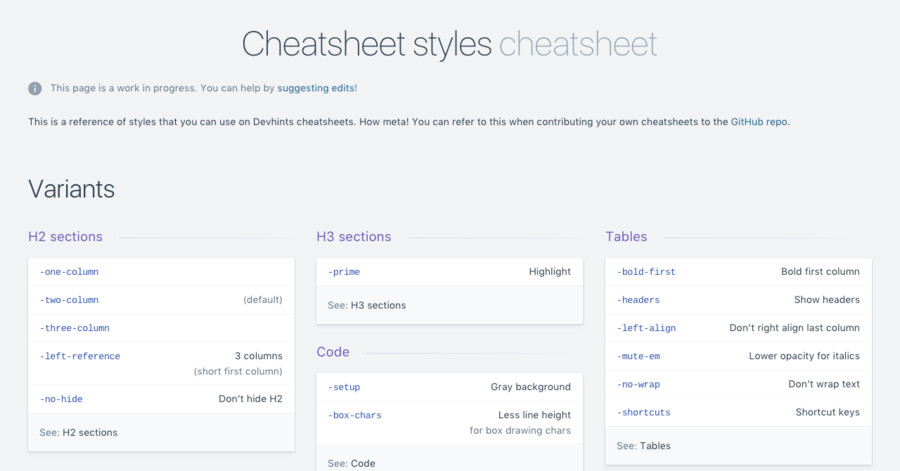 Cheatsheet styles cheatsheet
This page is a work in progress. You can help by suggesting edits!
This is a reference of styles that you can use on Devhints cheatsheets. How meta! You can refer to this when contributing your own cheatsheets to the GitHub repo.
Variants
H2 sections
-one-column
-two-column (default)
-three-column
-left-reference 3 columns
(short first column)
-no-hide Don't hide H2
See: H2 sections
H3 sections
-prime Highlight
See: H3 sections
Code
-setup Gray background
-box-chars Less line height
for box drawing chars
See: Code
Tables
-bold-first Bold first column
-headers Show headers
-left-align Don't right align last column
-mute-em Lower opacity for italics
-no-wrap Don't wrap text
-shortcuts Shortcut keys
See: Tables